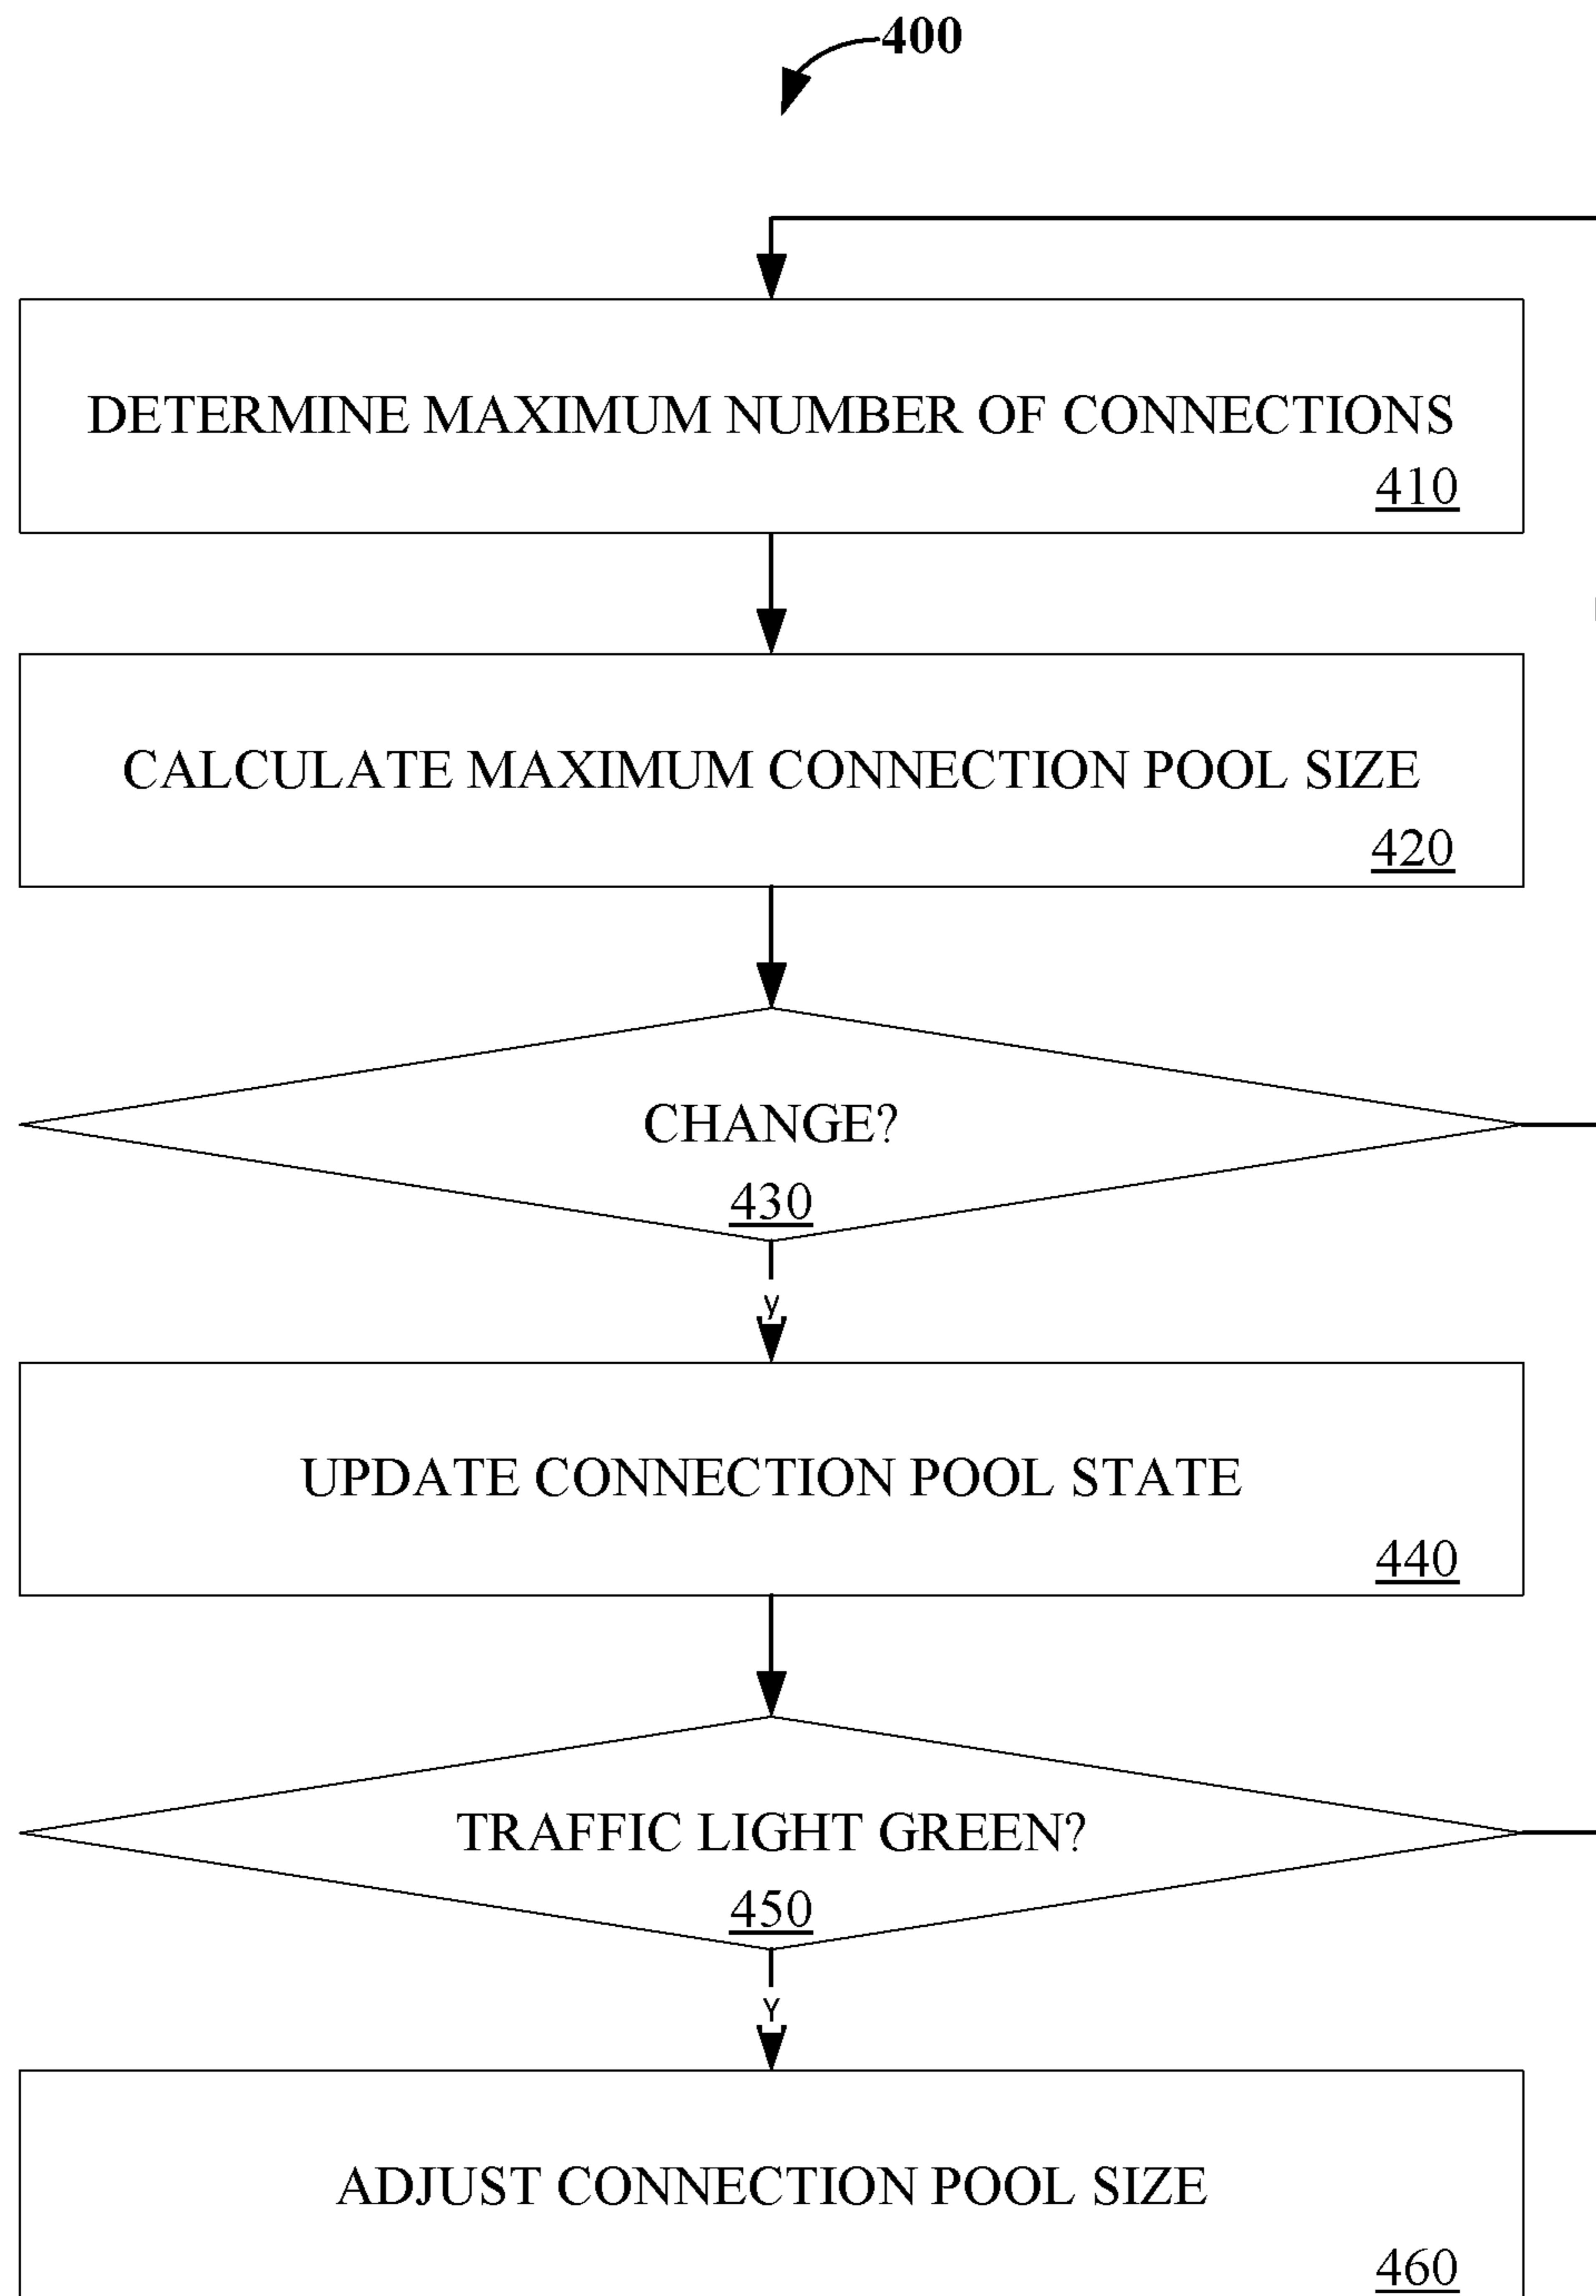 400
DETERMINE MAXIMUM NUMBER OF CONNECTIONS
410
CALCULATE MAXIMUM CONNECTION POOL SIZE
420
CHANGE?
430
y
UPDATE CONNECTION POOL STATE
440
TRAFFIC LIGHT GREEN?
450
Y
ADJUST CONNECTION POOL SIZE
460